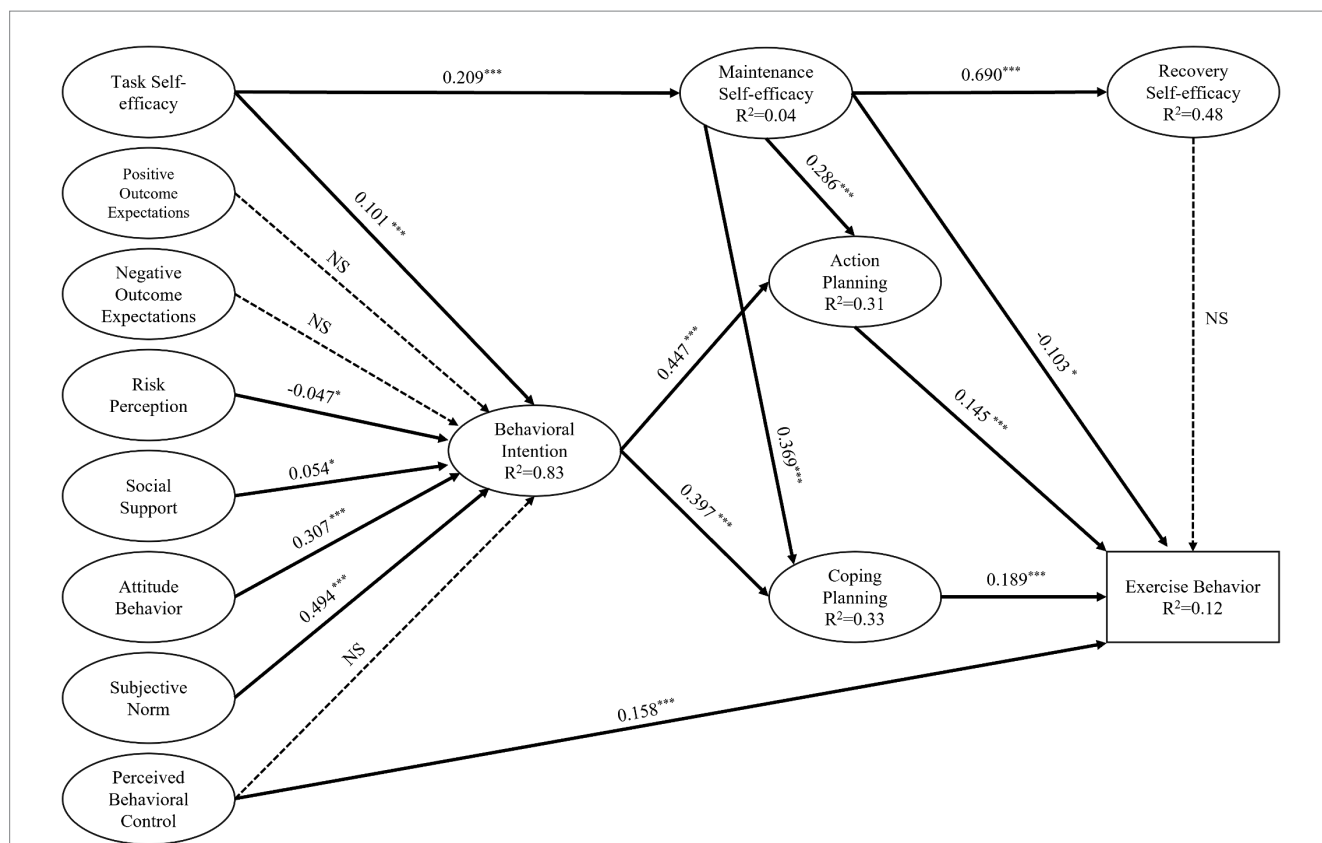 Task Self-
efficacy
0.209***
Maintenance
Self-efficacy
R²=0.04
0.690***
Recovery
Self-efficacy
R²=0.48
Positive
Outcome
Expectations
0.101 ***
0.286 ***
NS
Negative
Outcome
Expectations
NS
Action
Planning
R²=0.31
NS
Risk
Perception
-0.047*
0.447 ***
-0.103 *
0.145 ***
Behavioral
Intention
R²=0.83
Social
Support
0.054*
0.369***
0.307 ***
0.397 ***
Attitude
Behavior
0.494 ***
Coping
Planning
R²=0.33
0.189***
Exercise Behavior
R²=0.12
NS
Subjective
Norm
0.158***
Perceived
Behavioral
Control